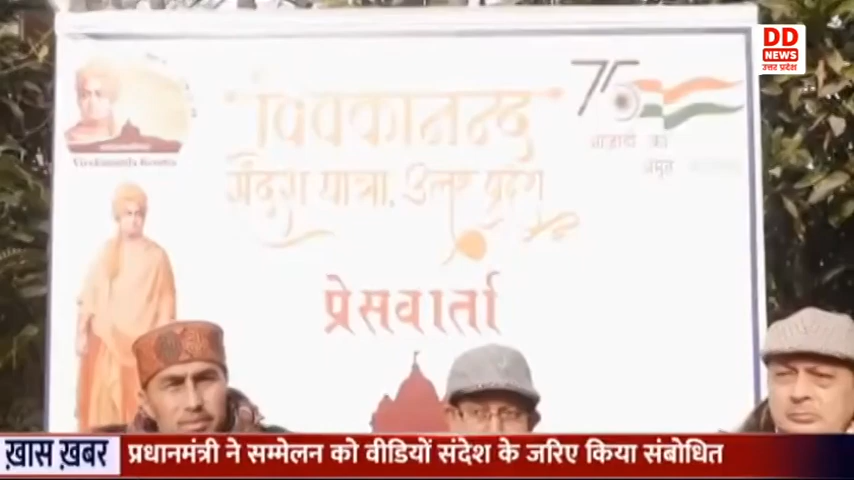 DD
NEWS
उत्तर प्रदेश
75
Vivekananda Kendra
विवेकानन्द
संदेश यात्रा, उत्तर प्रदेश
आज़ादी का
अमृत
प्रेसवार्ता
ख़ास ख़बर
प्रधानमंत्री ने सम्मेलन को वीडियों संदेश के जरिए किया संबोधित